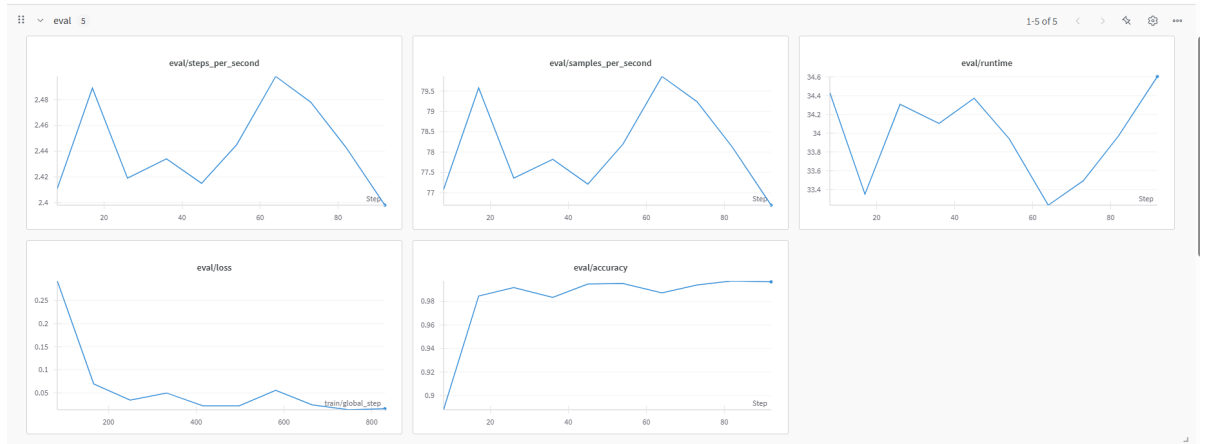 eval 5
1-5 of 5
eval/steps_per_second
2.48
2.46
2.44
2.42
2.4
20 40 60 80
Step
eval/samples_per_second
79.5
79
78.5
78
77.5
77
20 40 60 80
Step
eval/runtime
34.6
34.4
34.2
34
33.8
33.6
33.4
20 40 60 80
Step
eval/loss
0.25
0.2
0.15
0.1
0.05
200 400 600 800
train/global_step
eval/accuracy
0.98
0.96
0.94
0.92
0.9
20 40 60 80
Step